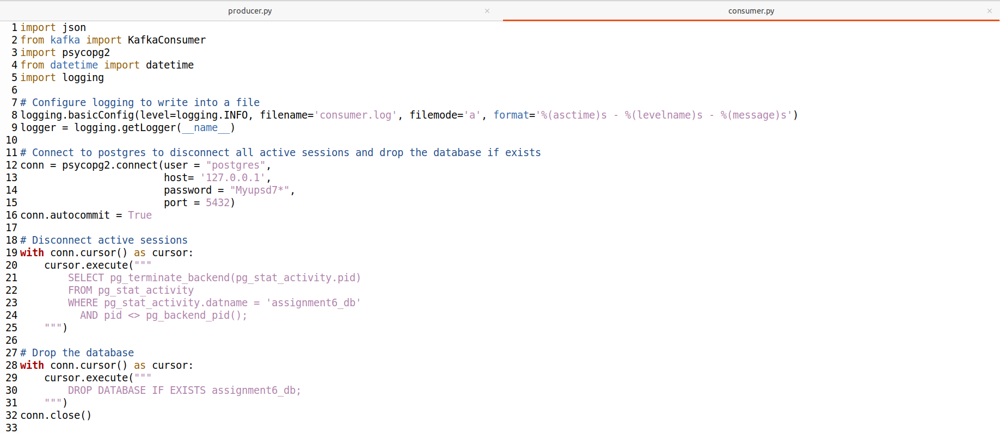 producer.py × consumer.py ×
1 import json
2 from kafka import KafkaConsumer
3 import psycopg2
4 from datetime import datetime
5 import logging
6
7 # Configure logging to write into a file
8 logging.basicConfig(level=logging.INFO, filename='consumer.log', filemode='a', format='%(asctime)s - %(levelname)s - %(message)s')
9 logger = logging.getLogger(__name__)
10
11 # Connect to postgres to disconnect all active sessions and drop the database if exists
12 conn = psycopg2.connect(user = "postgres",
13                         host= '127.0.0.1',
14                         password = "Myupsd7*",
15                         port = 5432)
16 conn.autocommit = True
17
18 # Disconnect active sessions
19 with conn.cursor() as cursor:
20     cursor.execute("""
21         SELECT pg_terminate_backend(pg_stat_activity.pid)
22         FROM pg_stat_activity
23         WHERE pg_stat_activity.datname = 'assignment6_db'
24           AND pid <> pg_backend_pid();
25     """)
26
27 # Drop the database
28 with conn.cursor() as cursor:
29     cursor.execute("""
30         DROP DATABASE IF EXISTS assignment6_db;
31     """)
32 conn.close()
33